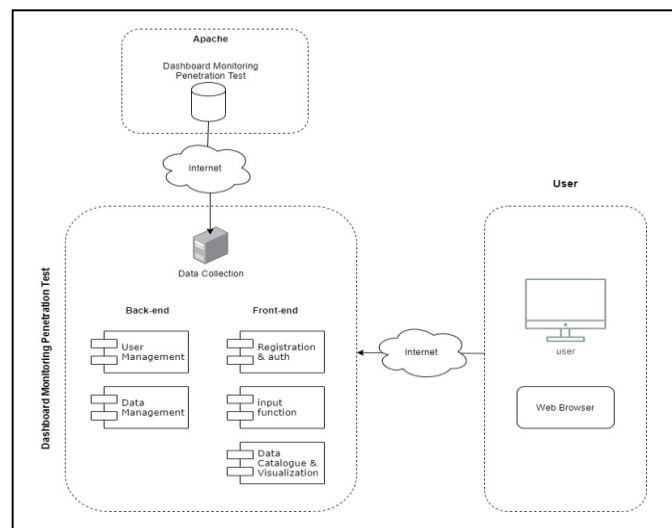 Apache
Dashboard Monitoring
Penetration Test
Internet
User
Data Collection
Dashboard Monitoring Penetration Test
Back-end
Front-end
User
Management
Registration
& auth
Data
Management
input
function
Data
Catalogue &
Visualization
Internet
user
Web Browser